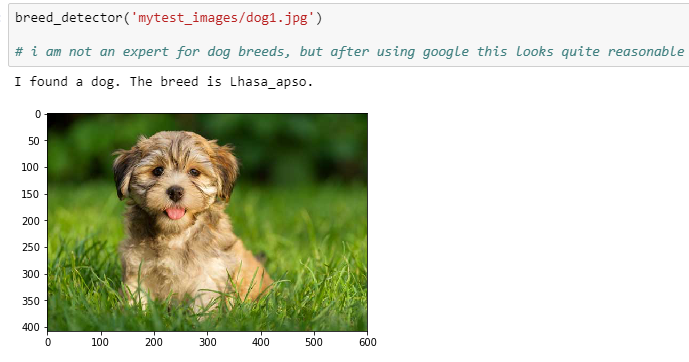 breed_detector('mytest_images/dog1.jpg')
# i am not an expert for dog breeds, but after using google this looks quite reasonable
I found a dog. The breed is Lhasa_apso.
0
50
100
150
200
250
300
350
400
0 100 200 300 400 500 600